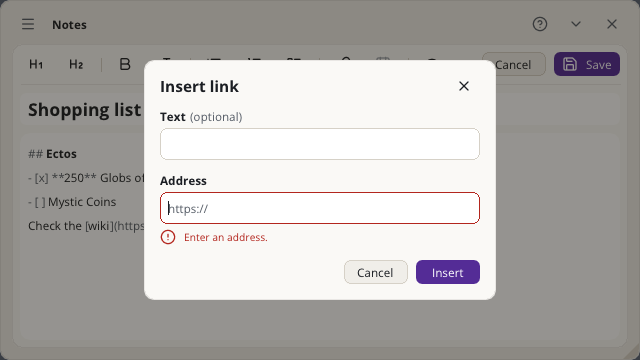 Notes
H1 H2 B Cancel Save
Shopping list
## Ectos
- [x] **250** Globs of
- [ ] Mystic Coins
Check the [wiki](https
Insert link
Text (optional)
Address
https://
Enter an address.
Cancel Insert